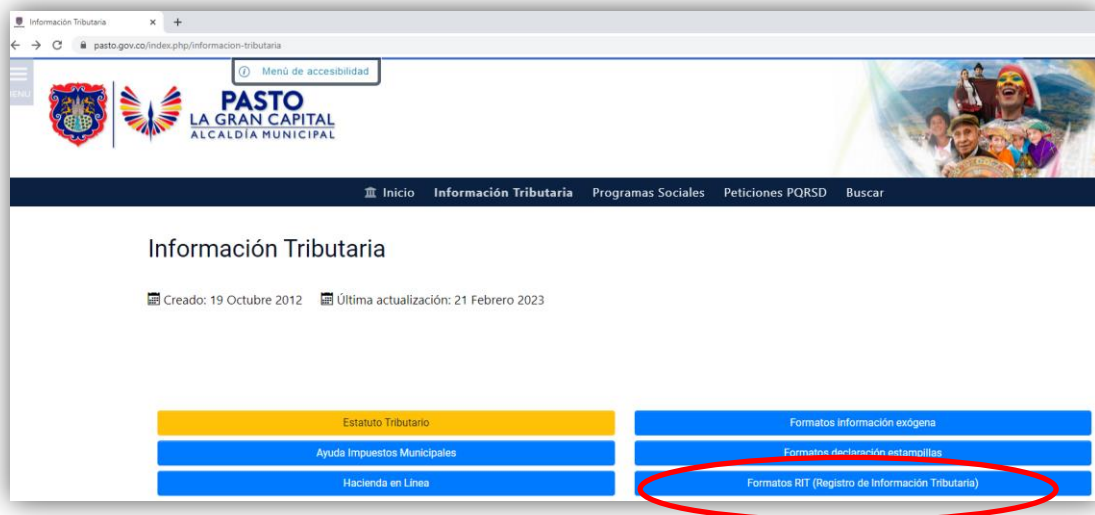 Información Tributaria
pasto.gov.co/index.php/informacion-tributaria
MENU
Menú de accesibilidad
PASTO
LA GRAN CAPITAL
ALCALDÍA MUNICIPAL
Inicio Información Tributaria Programas Sociales Peticiones PQRSD Buscar
Información Tributaria
Creado: 19 Octubre 2012 Última actualización: 21 Febrero 2023
Estatuto Tributario Formatos información exógena
Ayuda Impuestos Municipales Formatos declaración estampillas
Hacienda en Línea Formatos RIT (Registro de Información Tributaria)